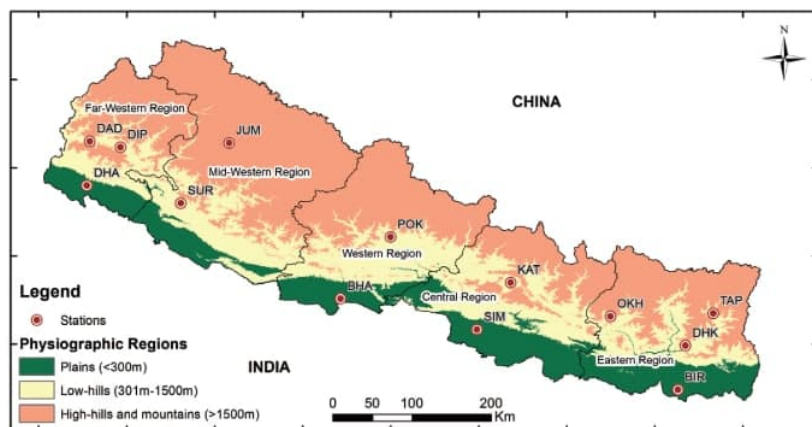 N
CHINA
Far-Western Region
DAD
DIP
JUM
DHA
Mid-Western Region
SUR
POK
Western Region
KAT
BHA
Central Region
OKH
TAP
SIM
DHK
Eastern Region
BIR
INDIA
Legend
Stations
Physiographic Regions
Plains (<300m)
Low-hills (301m-1500m)
High-hills and mountains (>1500m)
0 50 100 200
Km